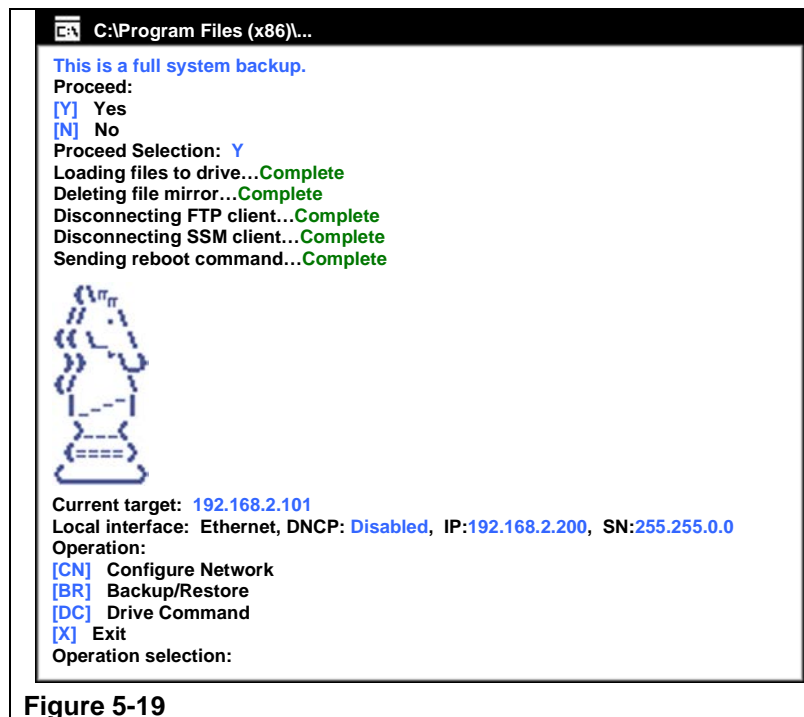 C:\Program Files (x86)\...
This is a full system backup.
Proceed:
[Y] Yes
[N] No
Proceed Selection: Y
Loading files to drive…Complete
Deleting file mirror…Complete
Disconnecting FTP client…Complete
Disconnecting SSM client…Complete
Sending reboot command…Complete
Current target: 192.168.2.101
Local interface: Ethernet, DNCP: Disabled, IP:192.168.2.200, SN:255.255.0.0
Operation:
[CN] Configure Network
[BR] Backup/Restore
[DC] Drive Command
[X] Exit
Operation selection:
Figure 5-19